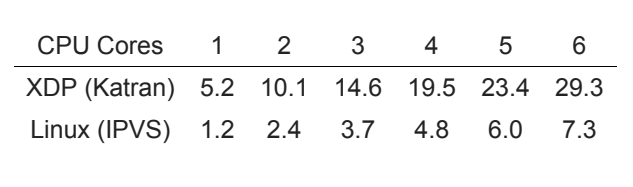 CPU Cores 1 2 3 4 5 6
XDP (Katran) 5.2 10.1 14.6 19.5 23.4 29.3
Linux (IPVS) 1.2 2.4 3.7 4.8 6.0 7.3